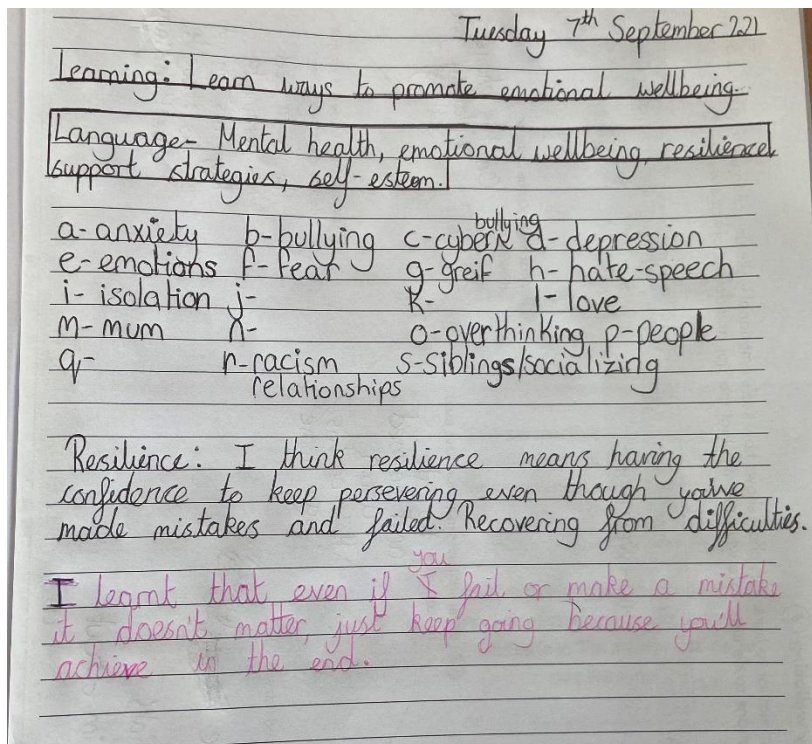 Tuesday 7th September 221
Learning: Learn ways to promote emotional wellbeing.
Language- Mental health, emotional wellbeing, resilience
support strategies, self-esteem.
a- anxiety b- bullying c-cyber bullying d- depression
e-emotions f- fear g-greif h- hate-speech
i- isolation j- k- l- love
m- mum n- o-overthinking p-people
q- r-racism s-siblings/socializing
relationships
Resilience: I think resilience means having the
confidence to keep persevering even though you've
made mistakes and failed. Recovering from difficulties.
I learnt that even if you fail or make a mistake
it doesn't matter, just keep going because you'll
achieve in the end.